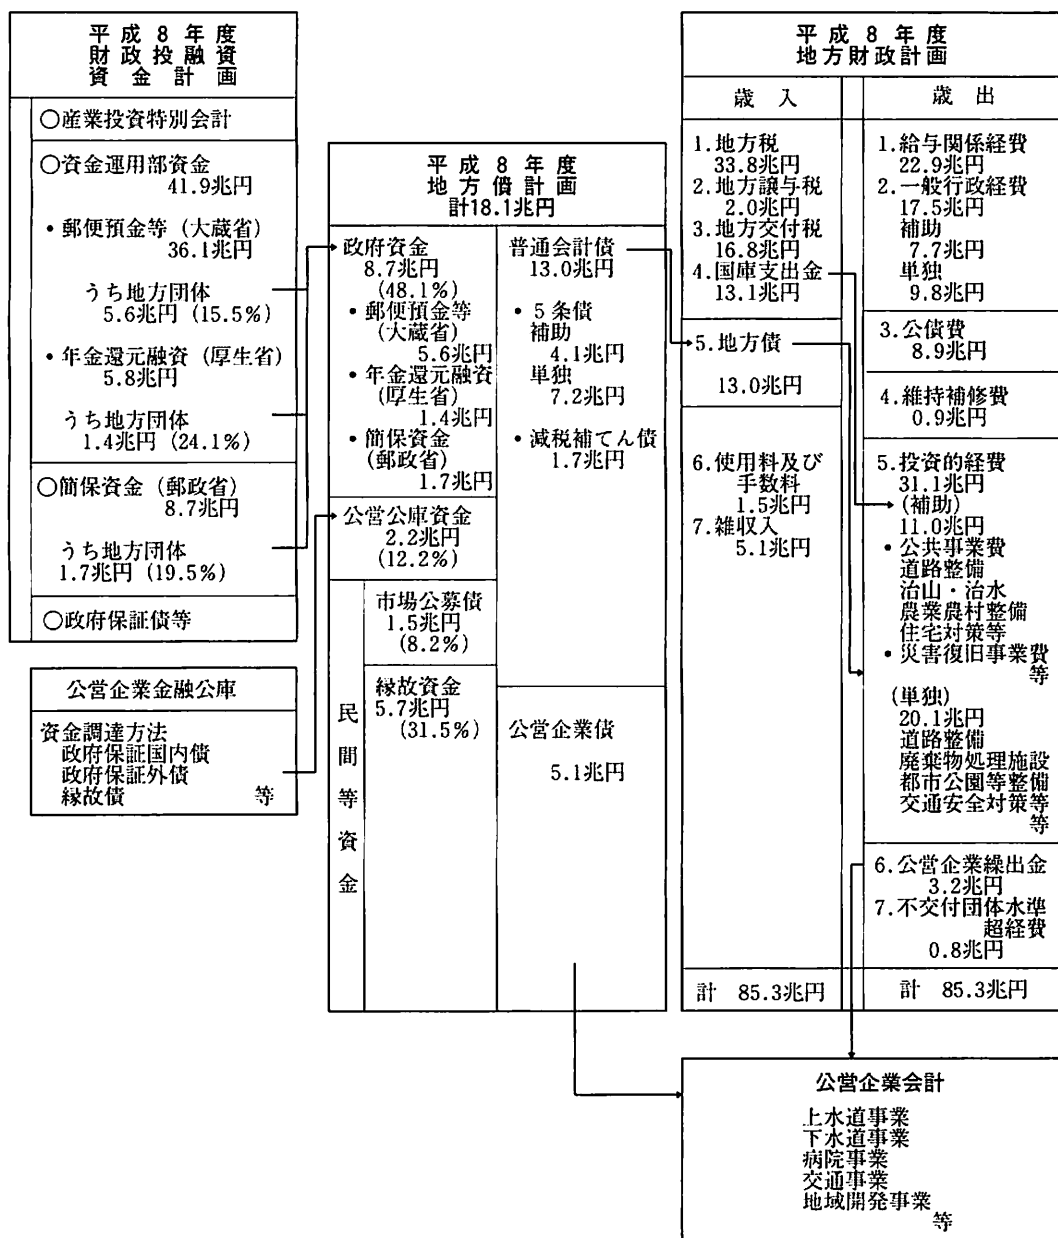 平成8年度
財政投融資
資金計画
○産業投資特別会計
○資金運用部資金
41.9兆円
・郵便預金等（大蔵省）
36.1兆円
うち地方団体
5.6兆円（15.5％）
・年金還元融資（厚生省）
5.8兆円
うち地方団体
1.4兆円（24.1％）
○簡保資金（郵政省）
8.7兆円
うち地方団体
1.7兆円（19.5％）
○政府保証債等
公営企業金融公庫
資金調達方法
政府保証国内債
政府保証外債
縁故債　等
平成8年度
地方債計画
計18.1兆円
政府資金
8.7兆円
（48.1％）
・郵便預金等
（大蔵省）
5.6兆円
・年金還元融資
（厚生省）
1.4兆円
・簡保資金
（郵政省）
1.7兆円
公営公庫資金
2.2兆円
（12.2％）
民間等資金
市場公募債
1.5兆円
（8.2％）
縁故資金
5.7兆円
（31.5％）
普通会計債
13.0兆円
・5条債
補助
4.1兆円
単独
7.2兆円
・減税補てん債
1.7兆円
公営企業債
5.1兆円
平成8年度
地方財政計画
歳入
1.地方税
33.8兆円
2.地方譲与税
2.0兆円
3.地方交付税
16.8兆円
4.国庫支出金
13.1兆円
5.地方債
13.0兆円
6.使用料及び
手数料
1.5兆円
7.雑収入
5.1兆円
計　85.3兆円
歳出
1.給与関係経費
22.9兆円
2.一般行政経費
17.5兆円
補助
7.7兆円
単独
9.8兆円
3.公債費
8.9兆円
4.維持補修費
0.9兆円
5.投資的経費
31.1兆円
（補助）
11.0兆円
・公共事業費
道路整備
治山・治水
農業農村整備
住宅対策等
・災害復旧事業費
等
（単独）
20.1兆円
道路整備
廃棄物処理施設
都市公園等整備
交通安全対策等
等
6.公営企業繰出金
3.2兆円
7.不交付団体水準
超経費
0.8兆円
計　85.3兆円
公営企業会計
上水道事業
下水道事業
病院事業
交通事業
地域開発事業
等